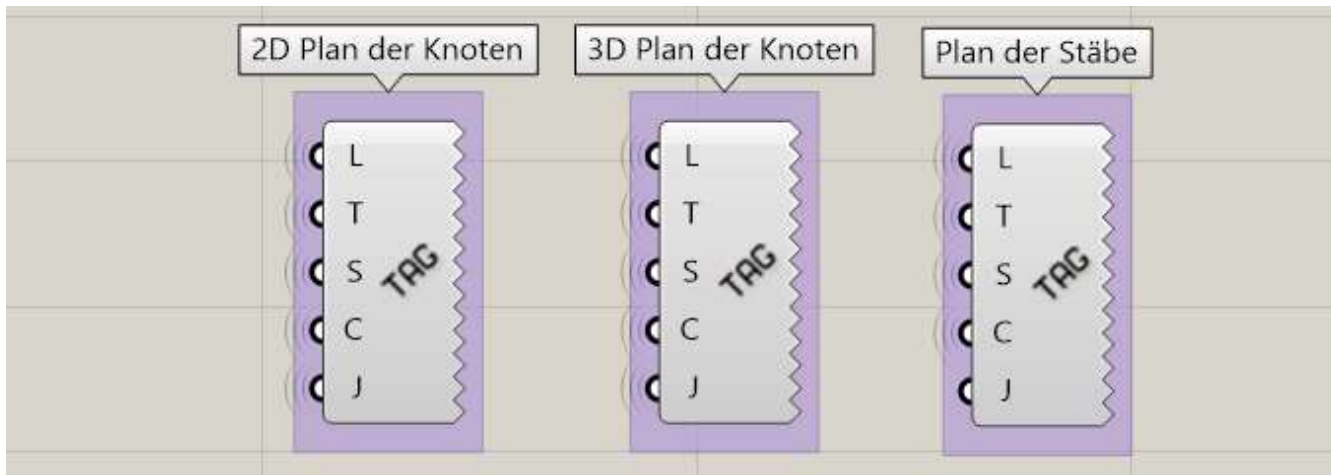 2D Plan der Knoten
3D Plan der Knoten
Plan der Stäbe
L
T
S
C
J
TAG
L
T
S
C
J
TAG
L
T
S
C
J
TAG